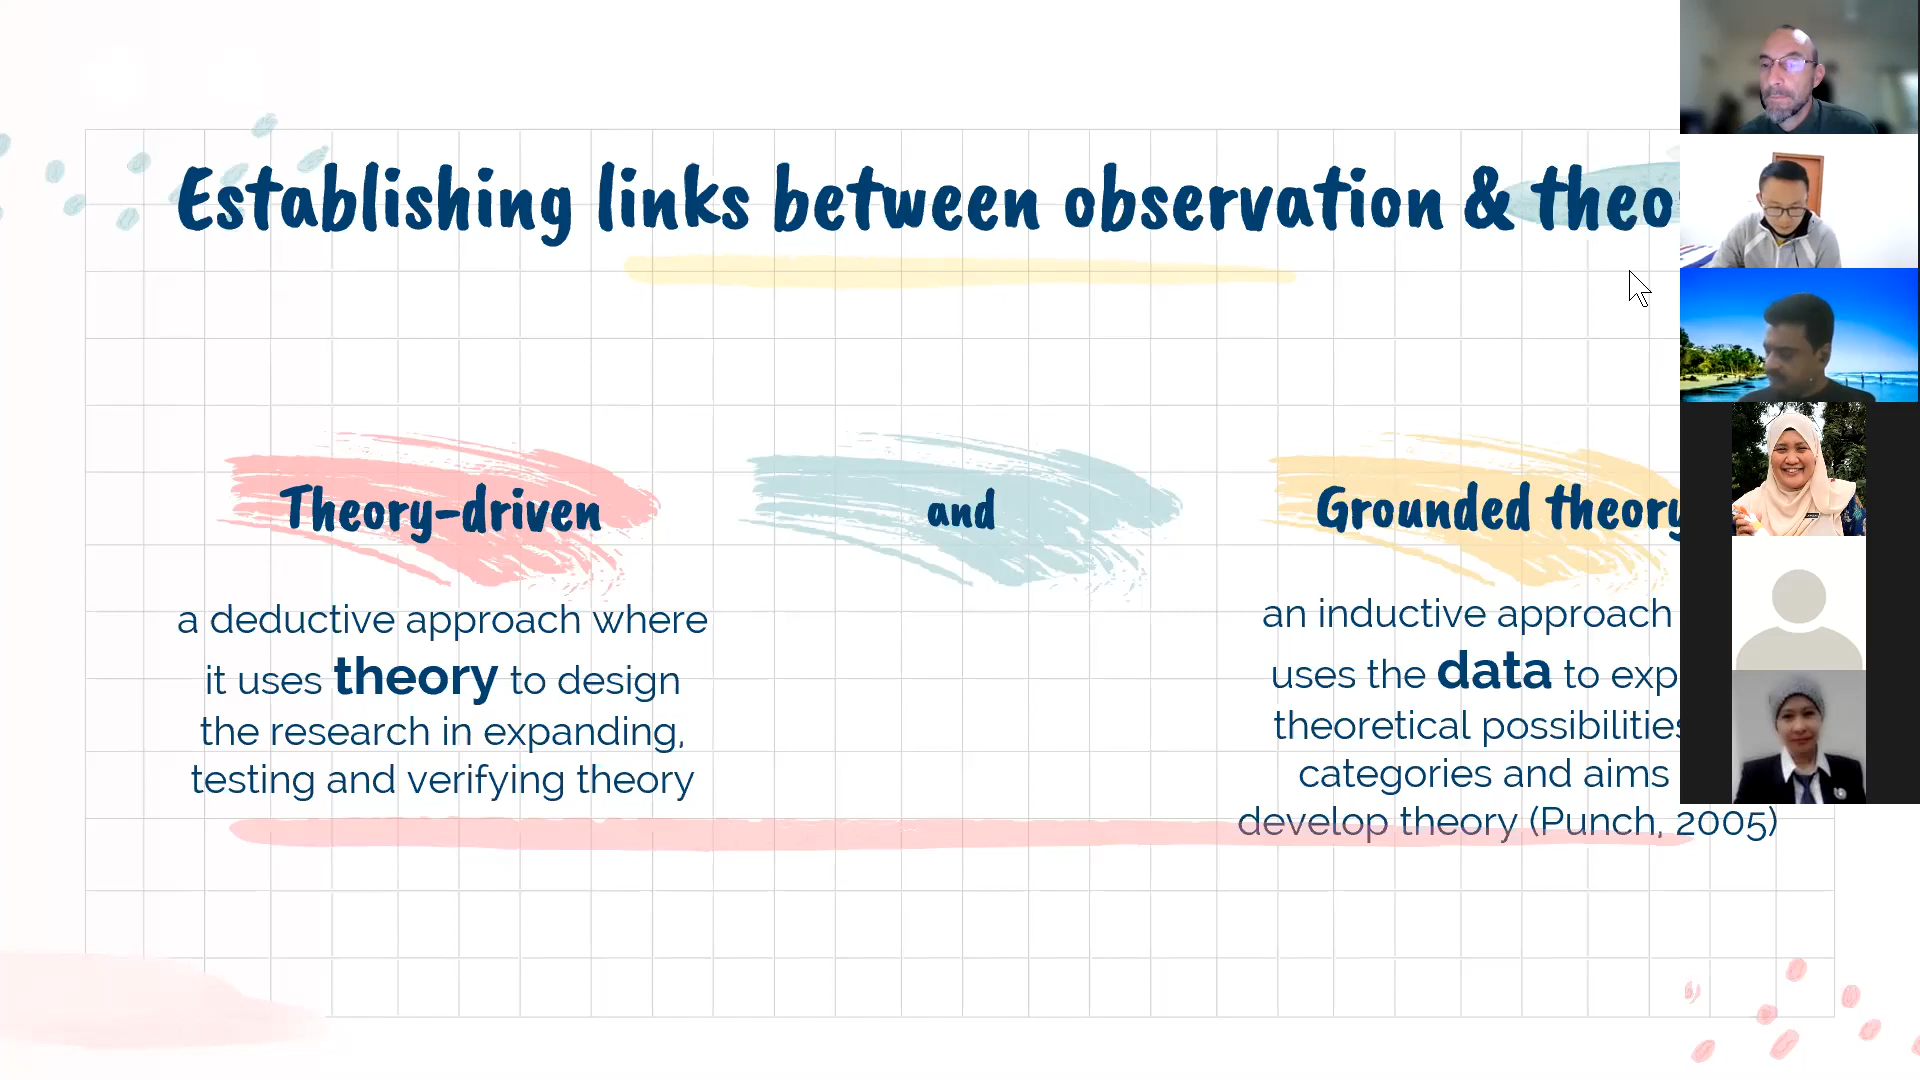 Establishing links between observation & theo
Theory-driven
and
Grounded theory
a deductive approach where
it uses theory to design
the research in expanding,
testing and verifying theory
an inductive approach
uses the data to exp
theoretical possibilities
categories and aims
develop theory (Punch, 2005)